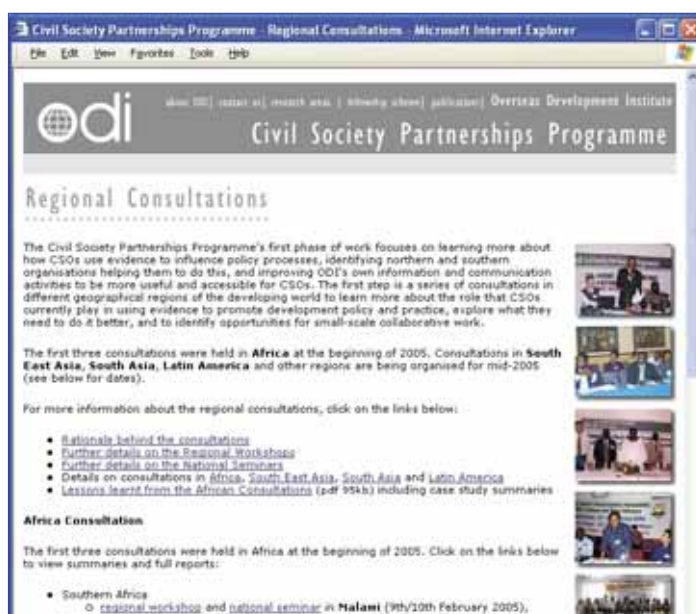 Civil Society Partnerships Programme - Regional Consultations - Microsoft Internet Explorer
File Edit View Favorites Tools Help
odi
about ODI| contact us| research areas | fellowship scheme| publications| Overseas Development Institute
Civil Society Partnerships Programme
Regional Consultations
The Civil Society Partnerships Programme's first phase of work focuses on learning more about
how CSOs use evidence to influence policy processes, identifying northern and southern
organisations helping them to do this, and improving ODI's own information and communication
activities to be more useful and accessible for CSOs. The first step is a series of consultations in
different geographical regions of the developing world to learn more about the role that CSOs
currently play in using evidence to promote development policy and practice, explore what they
need to do it better, and to identify opportunities for small-scale collaborative work.
The first three consultations were held in Africa at the beginning of 2005. Consultations in South
East Asia, South Asia, Latin America and other regions are being organised for mid-2005
(see below for dates).
For more information about the regional consultations, click on the links below:
• Rationale behind the consultations
• Further details on the Regional Workshops
• Further details on the National Seminars
• Details on consultations in Africa, South East Asia, South Asia and Latin America
• Lessons learnt from the African Consultations (pdf 95kb) including case study summaries
Africa Consultation
The first three consultations were held in Africa at the beginning of 2005. Click on the links below
to view summaries and full reports:
• Southern Africa
o regional workshop and national seminar in Malawi (9th/10th February 2005),